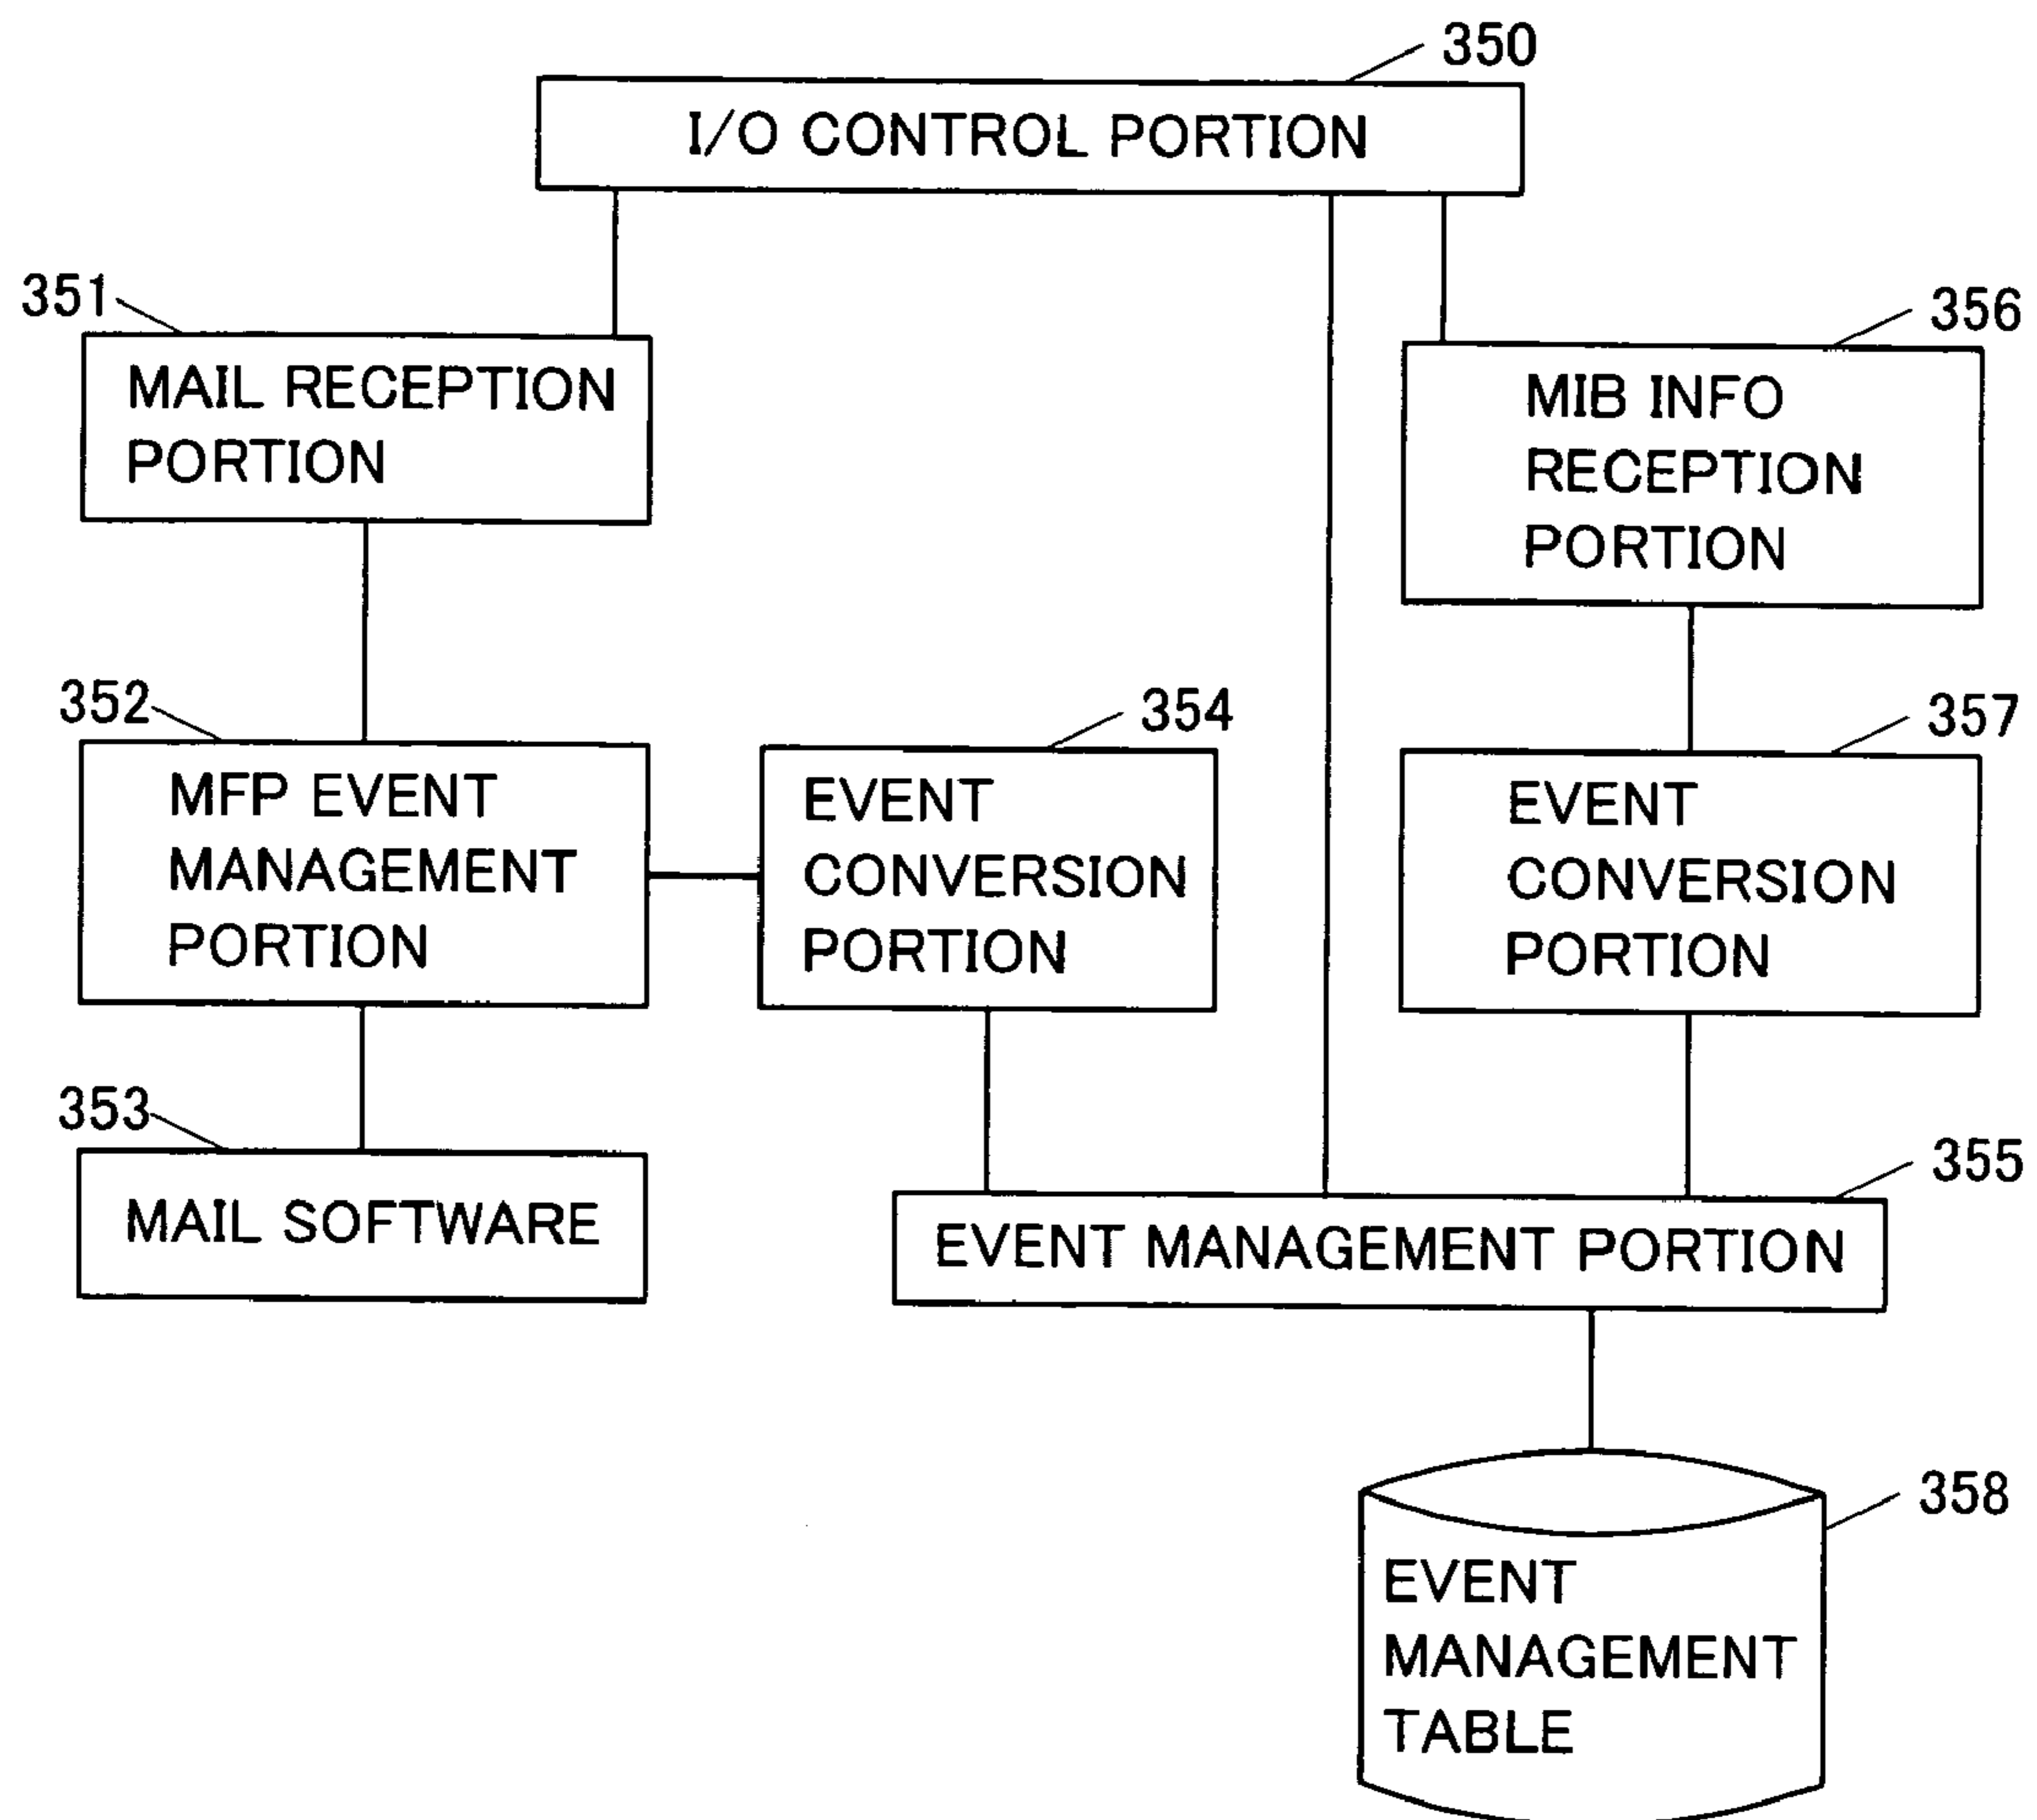 350
I/O CONTROL PORTION
351
MAIL RECEPTION
PORTION
356
MIB INFO
RECEPTION
PORTION
352
MFP EVENT
MANAGEMENT
PORTION
354
EVENT
CONVERSION
PORTION
357
EVENT
CONVERSION
PORTION
353
MAIL SOFTWARE
355
EVENT MANAGEMENT PORTION
358
EVENT
MANAGEMENT
TABLE